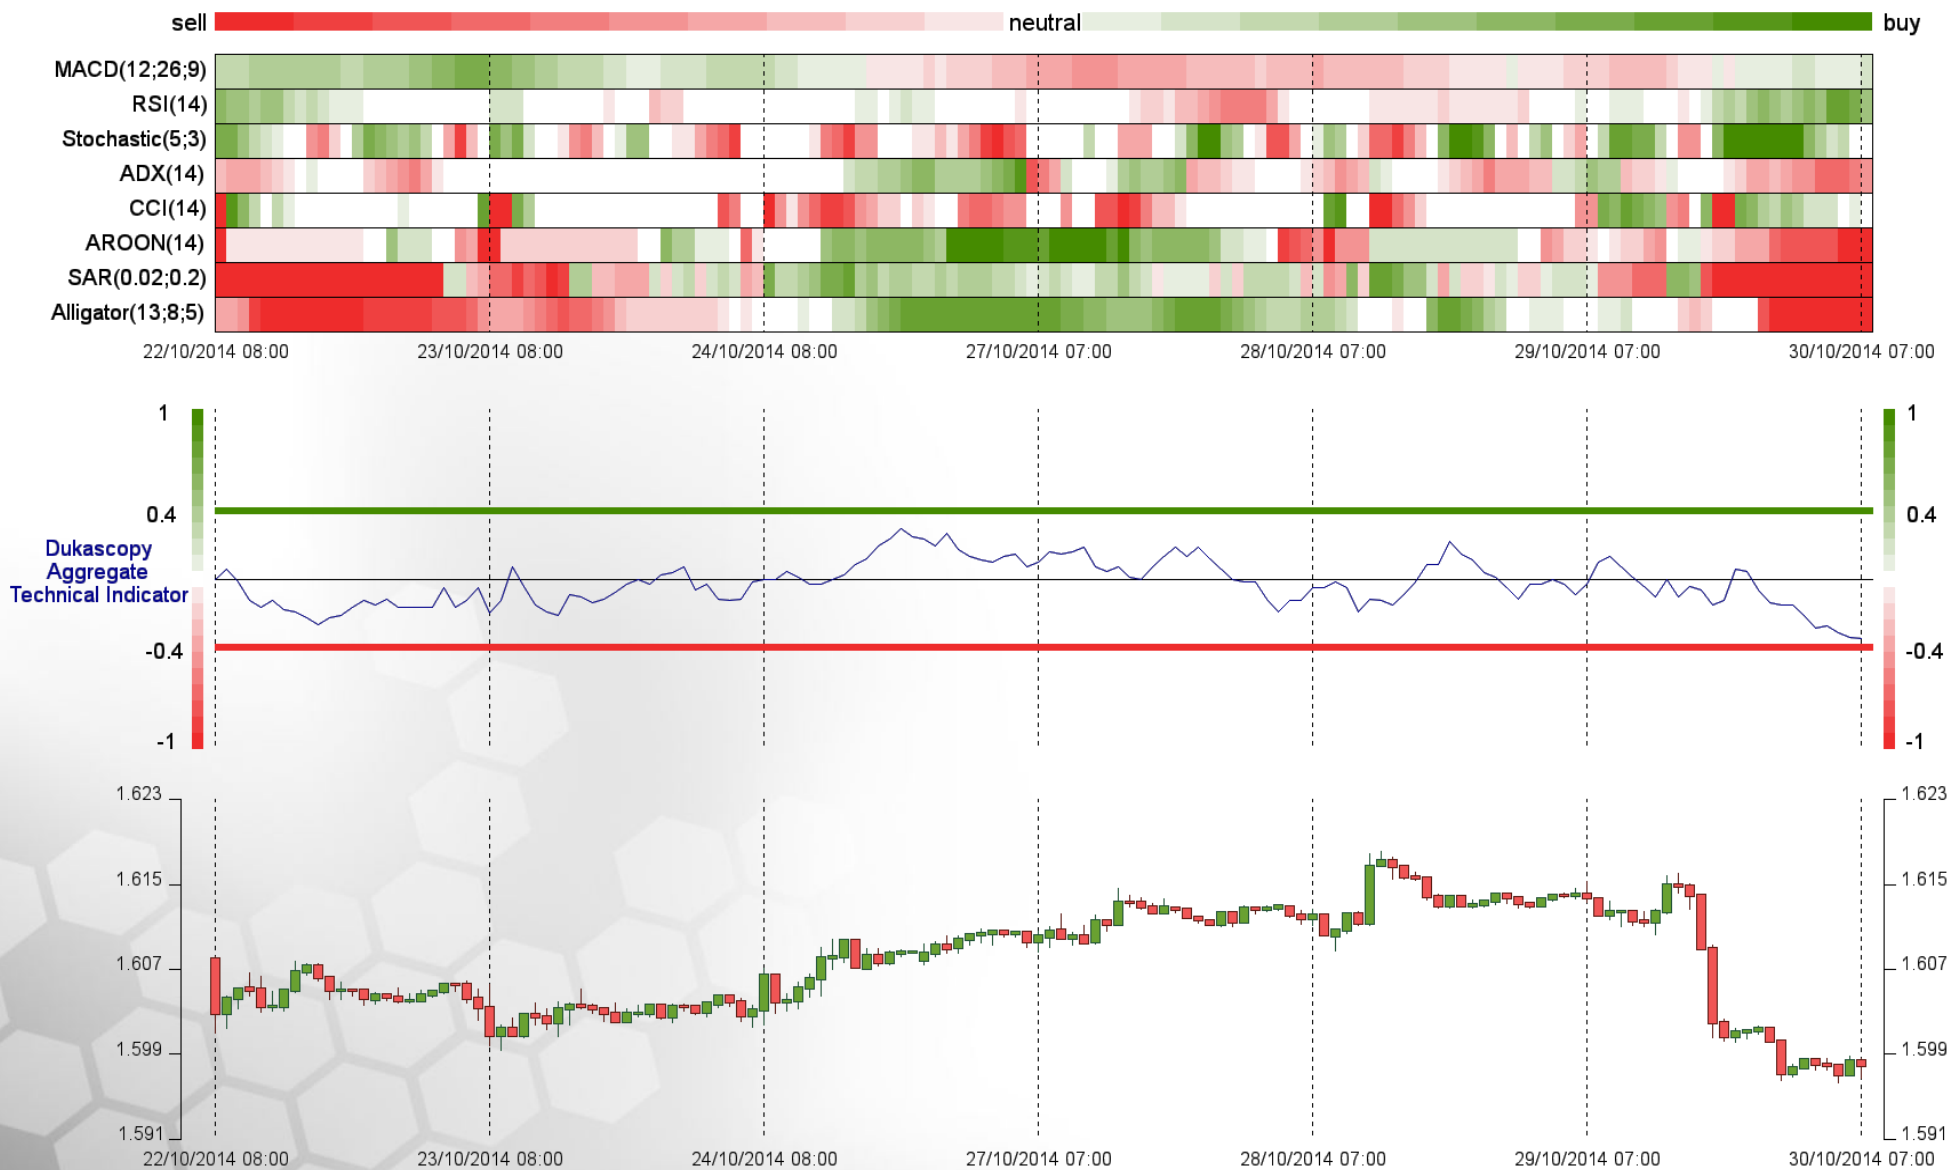 sell neutral buy
MACD(12;26;9)
RSI(14)
Stochastic(5;3)
ADX(14)
CCI(14)
AROON(14)
SAR(0.02;0.2)
Alligator(13;8;5)
22/10/2014 08:00 23/10/2014 08:00 24/10/2014 08:00 27/10/2014 07:00 28/10/2014 07:00 29/10/2014 07:00 30/10/2014 07:00
1 1
0.4 0.4
Dukascopy
Aggregate
Technical Indicator
-0.4 -0.4
-1 -1
1.623 1.623
1.615 1.615
1.607 1.607
1.599 1.599
1.591 1.591
22/10/2014 08:00 23/10/2014 08:00 24/10/2014 08:00 27/10/2014 07:00 28/10/2014 07:00 29/10/2014 07:00 30/10/2014 07:00